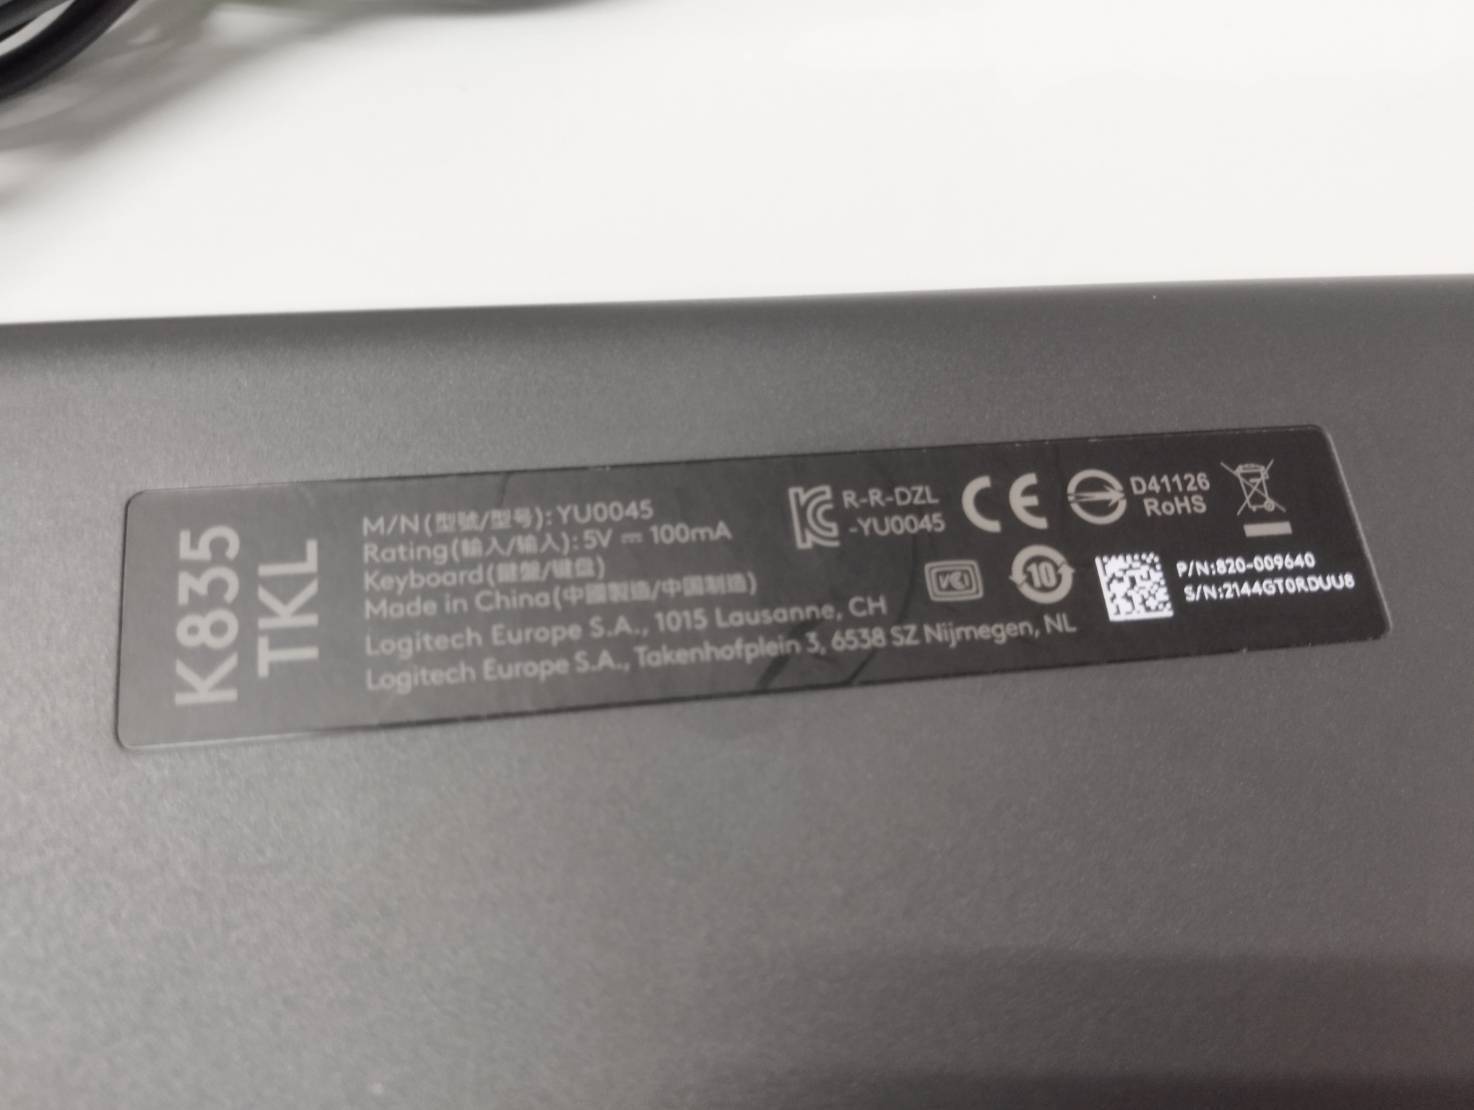 K835
TKL
M/N(型號/型号): YU0045
Rating(輸入/输入): 5V ⎓ 100mA
Keyboard(鍵盤/键盘)
Made in China(中國製造/中国制造)
Logitech Europe S.A., 1015 Lausanne, CH
Logitech Europe S.A., Takenhofplein 3, 6538 SZ Nijmegen, NL
R-R-DZL
-YU0045
CE
D41126
RoHS
VCI
10
P/N:820-009640
S/N:2144GT0RDUU8